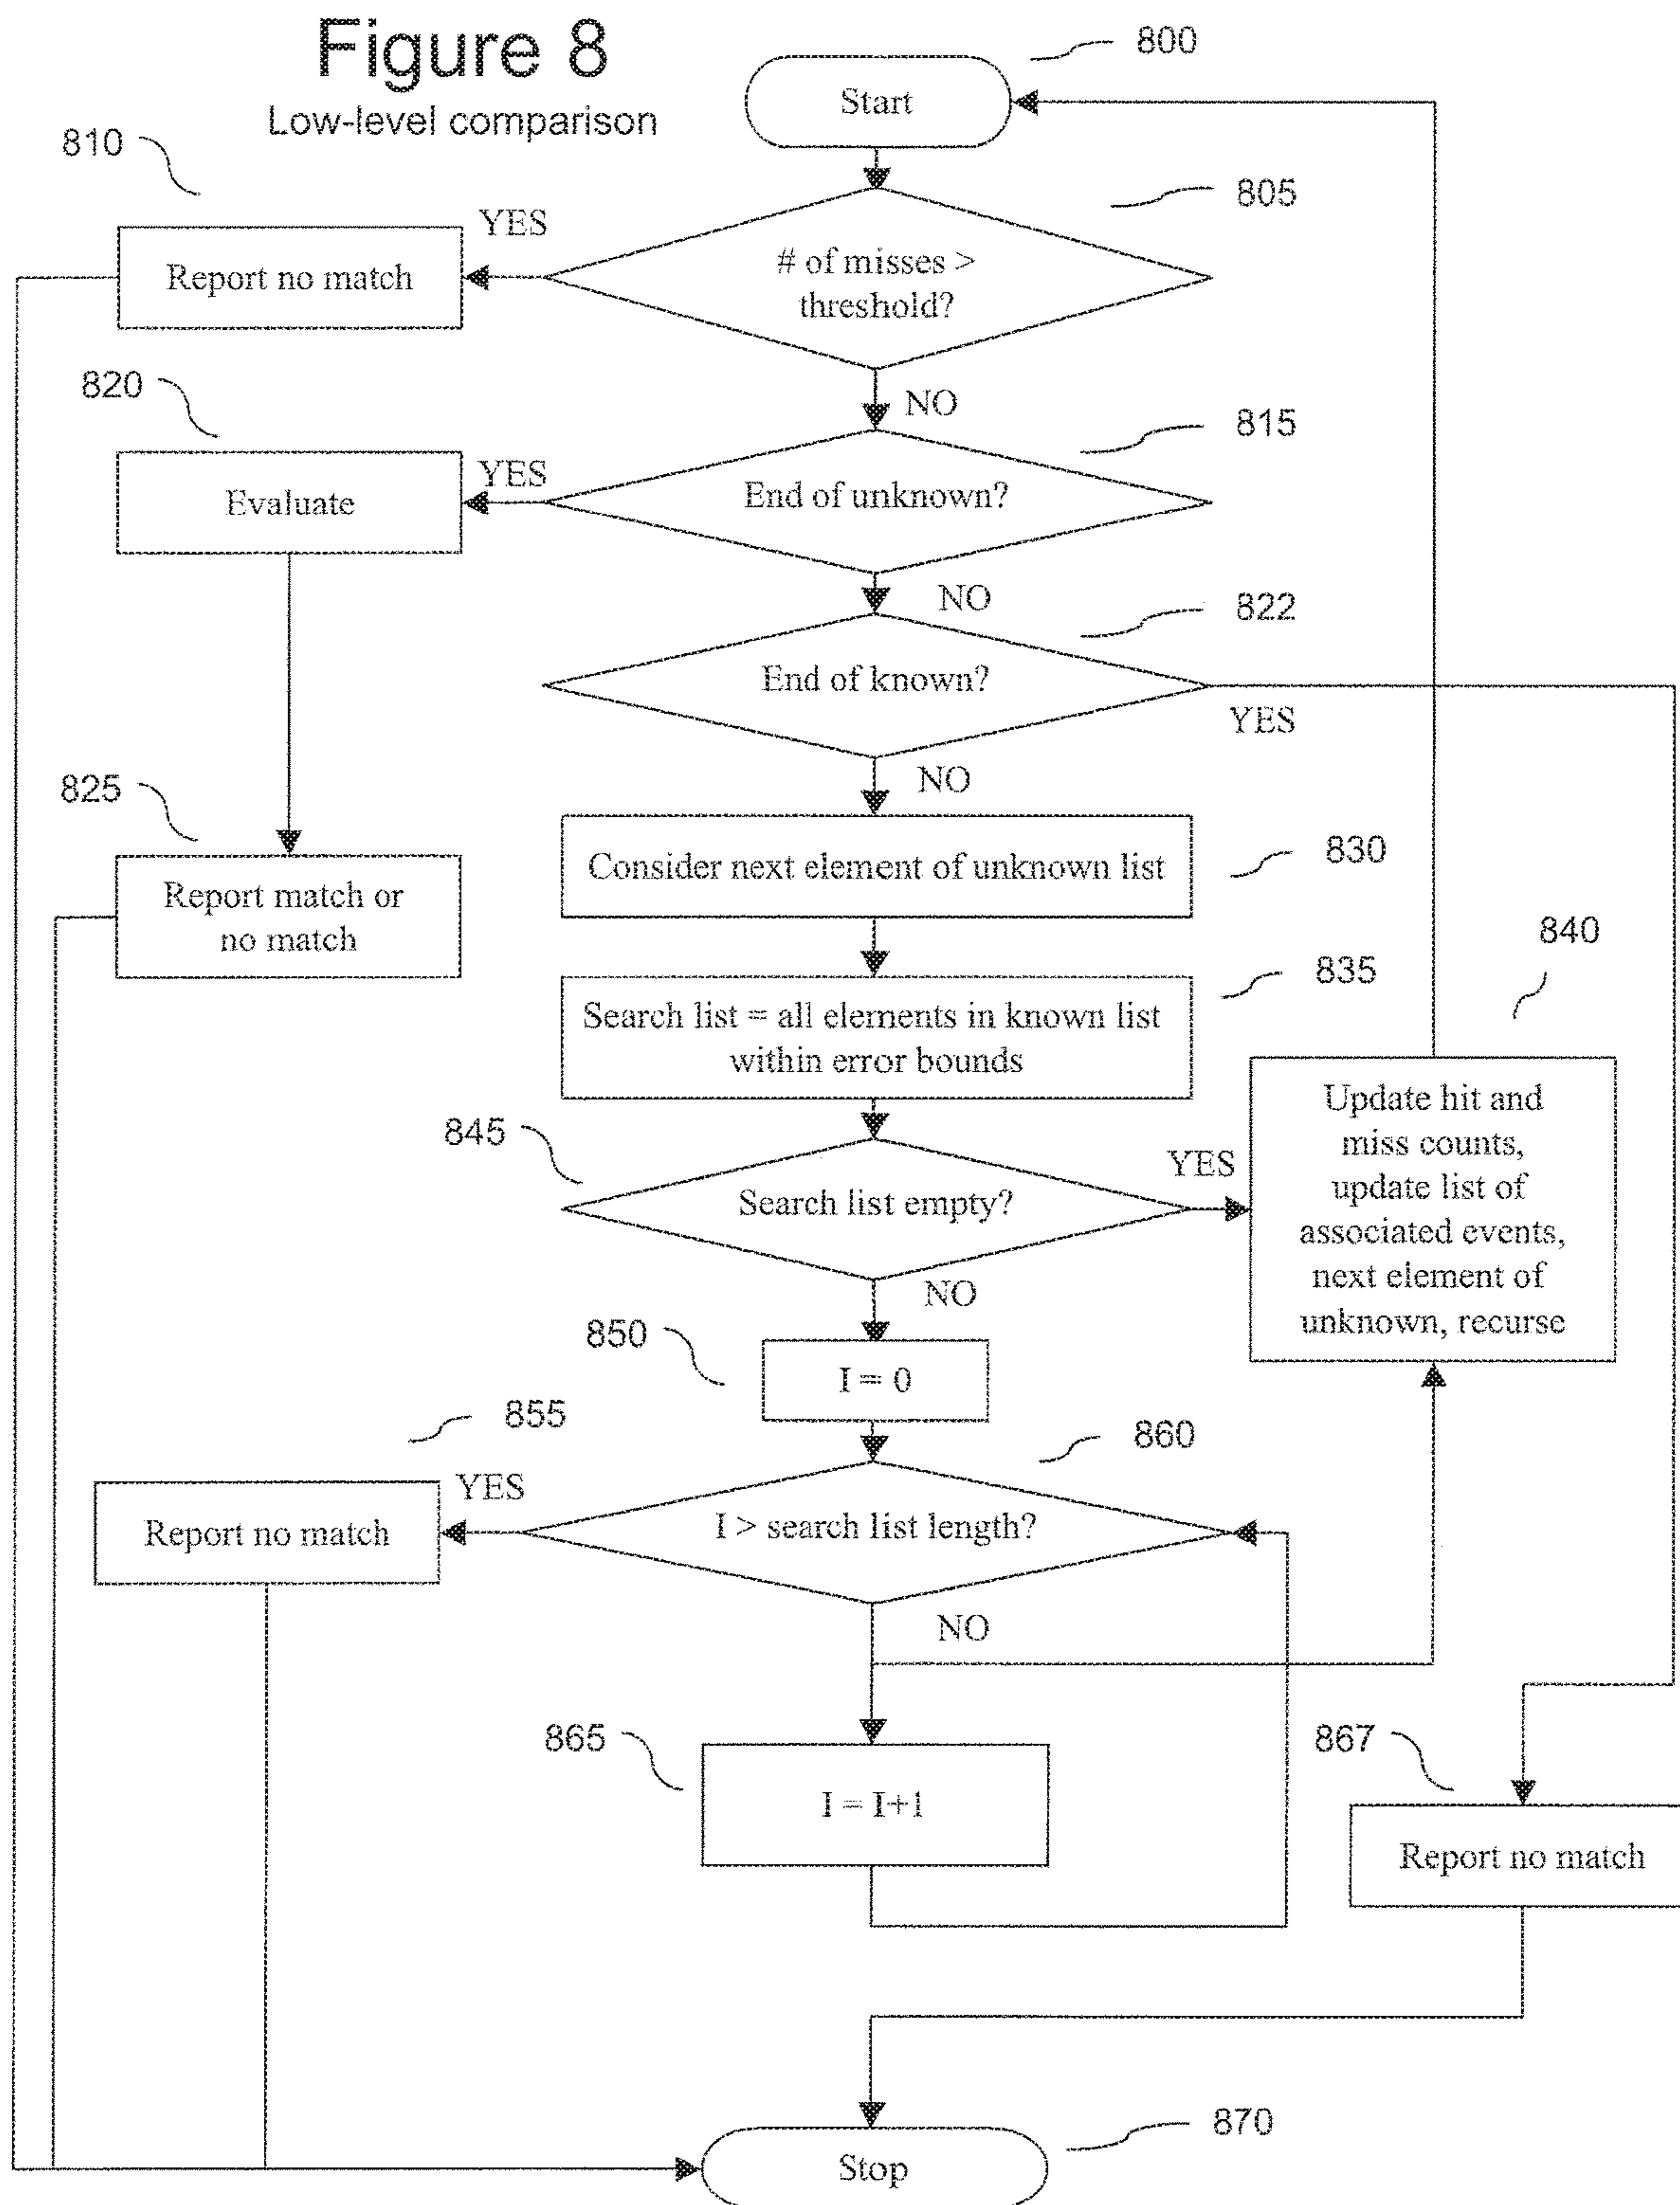 Figure 8
Low-level comparison
800
Start
810
805
YES
Report no match
# of misses >
threshold?
NO
820
815
YES
Evaluate
End of unknown?
NO
822
End of known?
YES
NO
825
Consider next element of unknown list
830
Report match or
no match
840
835
Search list = all elements in known list
within error bounds
845
YES
Update hit and
miss counts,
update list of
associated events,
next element of
unknown, recurse
Search list empty?
NO
850
I = 0
855
860
YES
Report no match
I > search list length?
NO
865
867
I = I+1
Report no match
870
Stop